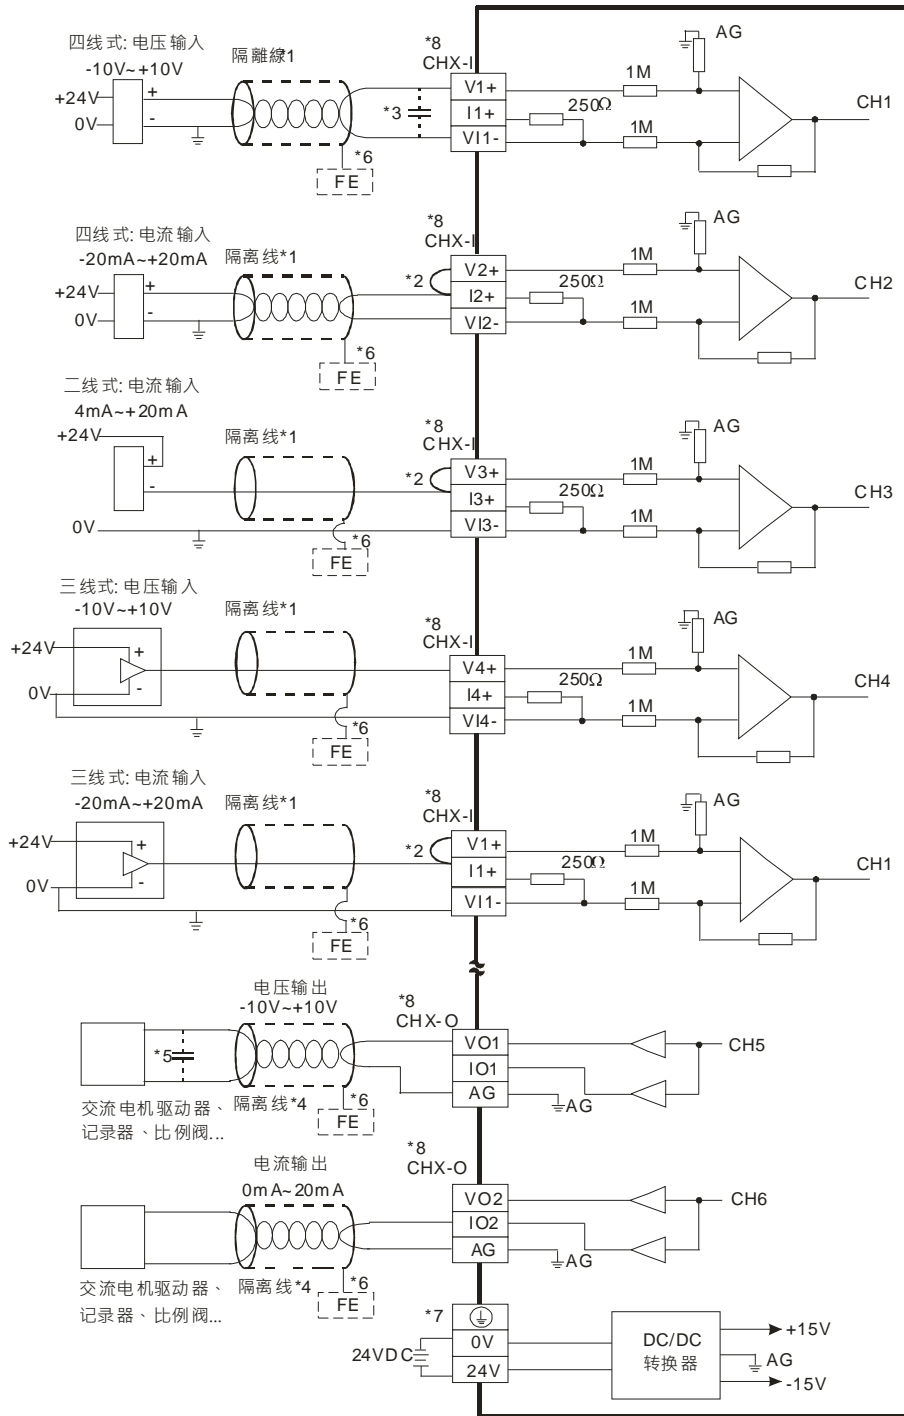 四线式: 电压输入
-10V~+10V
隔離線*1
*8
CHX-I
AG
+24V
+
0V
-
*3
V1+
I1+
VI1-
250Ω
1M
1M
CH1
*6
FE
四线式: 电流输入
-20mA~+20mA
隔离线*1
*8
CHX-I
AG
+24V
+
0V
-
*2
V2+
I2+
VI2-
250Ω
1M
1M
CH2
*6
FE
二线式: 电流输入
4mA~+20mA
+24V
+
-
0V
隔离线*1
*8
CHX-I
AG
*2
V3+
I3+
VI3-
250Ω
1M
1M
CH3
*6
FE
三线式: 电压输入
-10V~+10V
隔离线*1
*8
CHX-I
AG
+24V
+
0V
-
V4+
I4+
VI4-
250Ω
1M
1M
CH4
*6
FE
三线式: 电流输入
-20mA~+20mA
隔离线*1
*8
CHX-I
AG
+24V
+
0V
-
*2
V1+
I1+
VI1-
250Ω
1M
1M
CH1
*6
FE
电压输出
-10V~+10V
*8
CHX-O
*5
VO1
IO1
AG
AG
CH5
交流电机驱动器、
记录器、比例阀...
隔离线*4
*6
FE
电流输出
0mA~20mA
*8
CHX-O
VO2
IO2
AG
AG
CH6
交流电机驱动器、
记录器、比例阀...
隔离线*4
*6
FE
*7
24VDC
0V
24V
DC/DC
转换器
+15V
AG
-15V